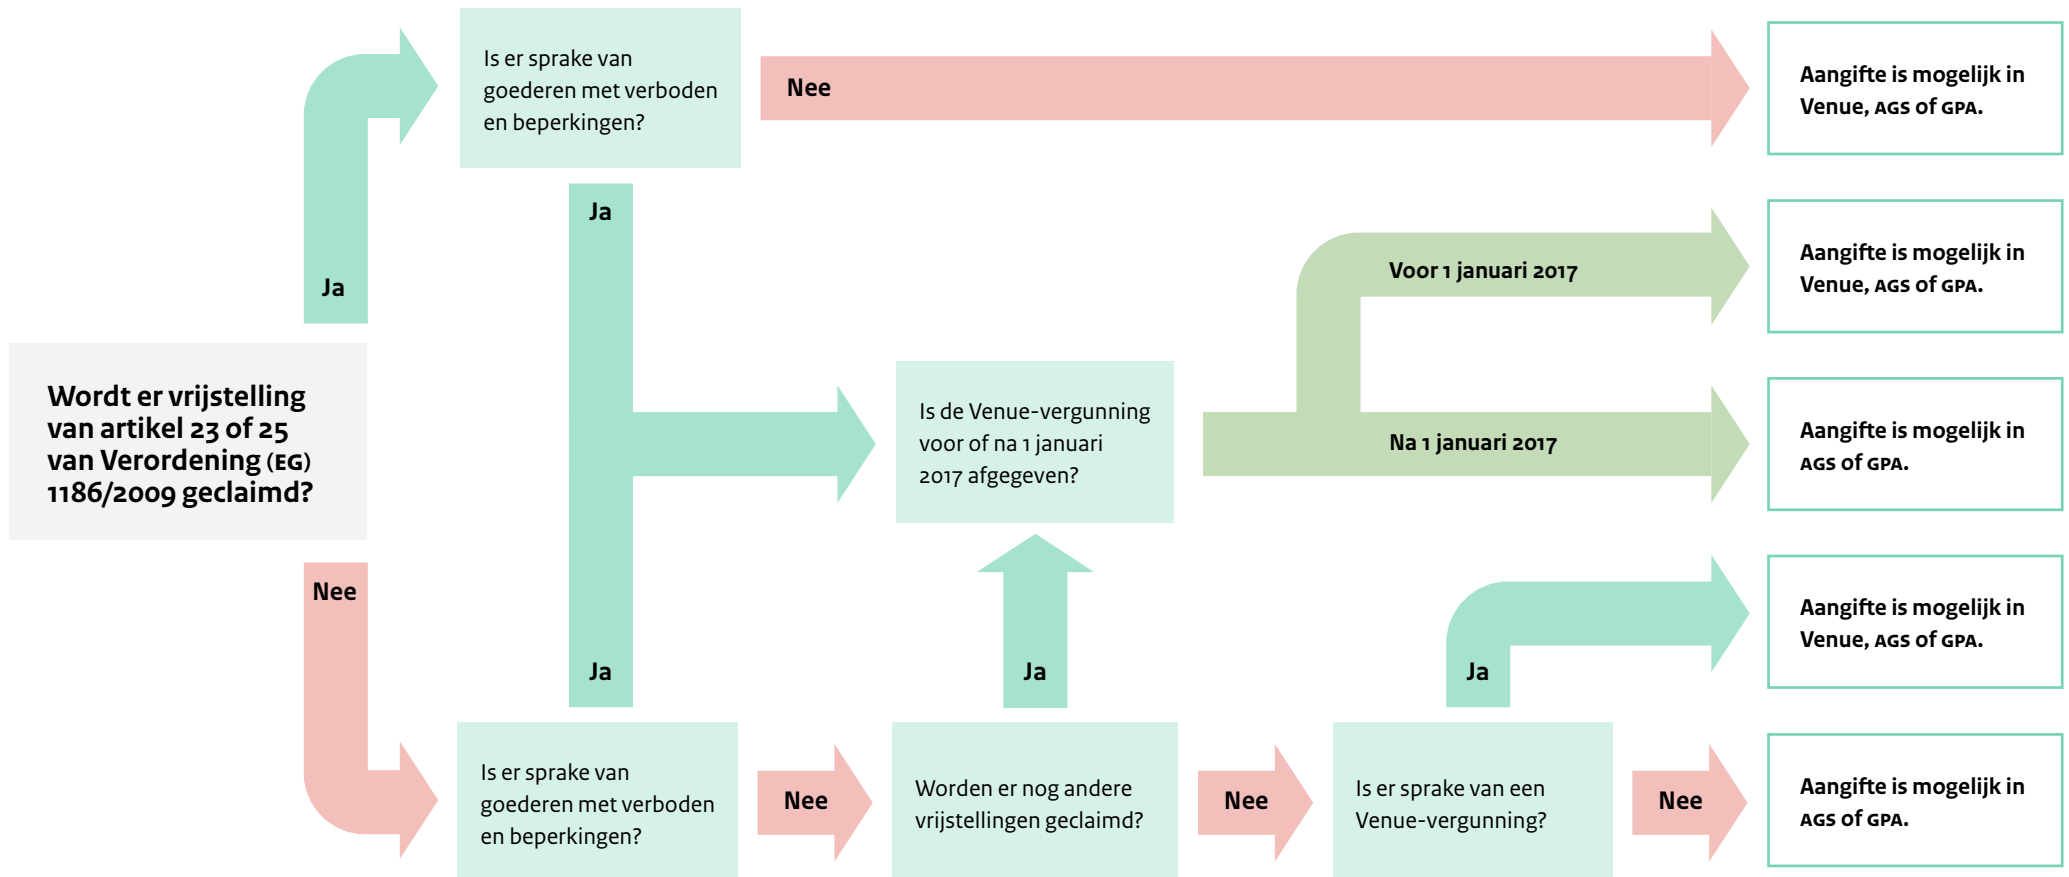 Wordt er vrijstelling
van artikel 23 of 25
van Verordening (EG)
1186/2009 geclaimd?
Ja
Is er sprake van
goederen met verboden
en beperkingen?
Nee
Aangifte is mogelijk in
Venue, AGS of GPA.
Ja
Voor 1 januari 2017
Aangifte is mogelijk in
Venue, AGS of GPA.
Is de Venue-vergunning
voor of na 1 januari
2017 afgegeven?
Na 1 januari 2017
Aangifte is mogelijk in
AGS of GPA.
Nee
Ja
Ja
Ja
Aangifte is mogelijk in
Venue, AGS of GPA.
Is er sprake van
goederen met verboden
en beperkingen?
Nee
Worden er nog andere
vrijstellingen geclaimd?
Nee
Is er sprake van een
Venue-vergunning?
Nee
Aangifte is mogelijk in
AGS of GPA.